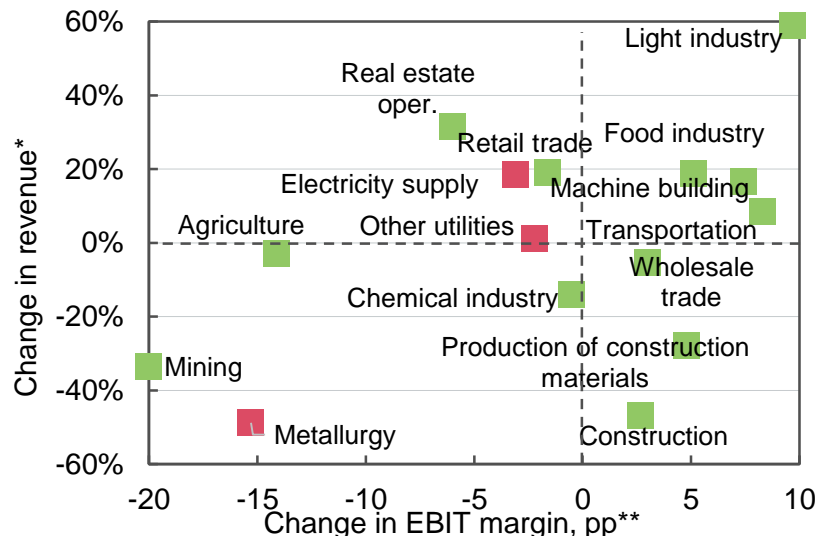 60%
40%
20%
0%
-20%
-40%
-60%
Change in revenue*
Light industry
Real estate
oper.
Retail trade
Food industry
Electricity supply
Machine building
Agriculture
Other utilities
Transportation
Wholesale
trade
Chemical industry
Production of construction
materials
Mining
Metallurgy
Construction
-20
-15
-10
-5
0
5
10
Change in EBIT margin, pp**